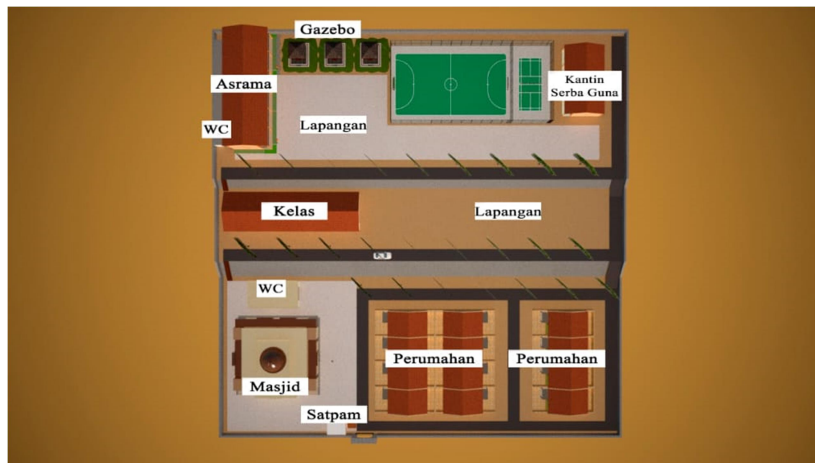 Gazebo
Asrama
Kantin
Serba Guna
WC
Lapangan
Kelas
Lapangan
WC
Perumahan
Perumahan
Masjid
Satpam